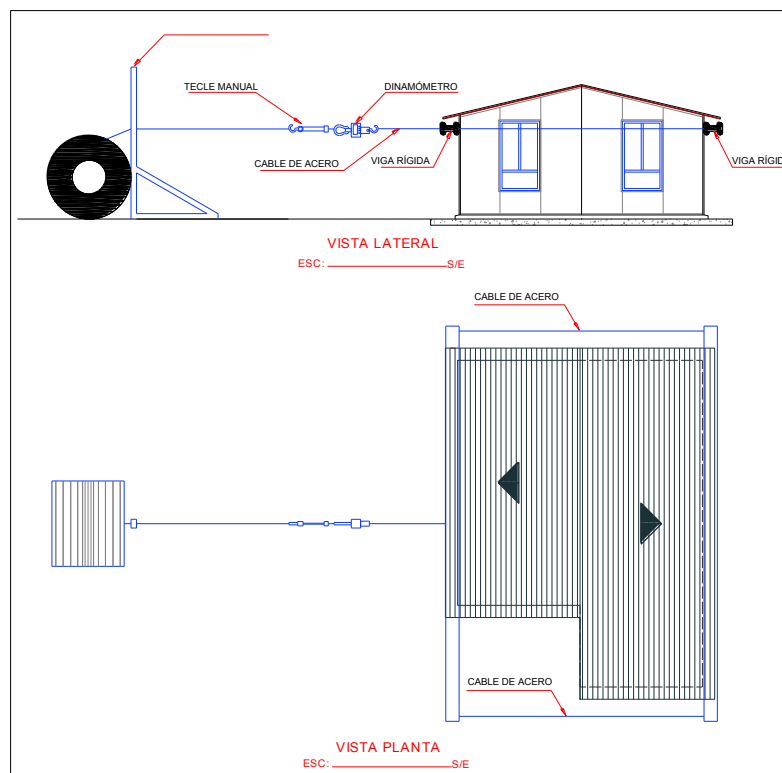 TECLE MANUAL
DINAMÓMETRO
CABLE DE ACERO
VIGA RÍGIDA
VIGA RÍGID
VISTA LATERAL
ESC: S/E
CABLE DE ACERO
CABLE DE ACERO
VISTA PLANTA
ESC: S/E